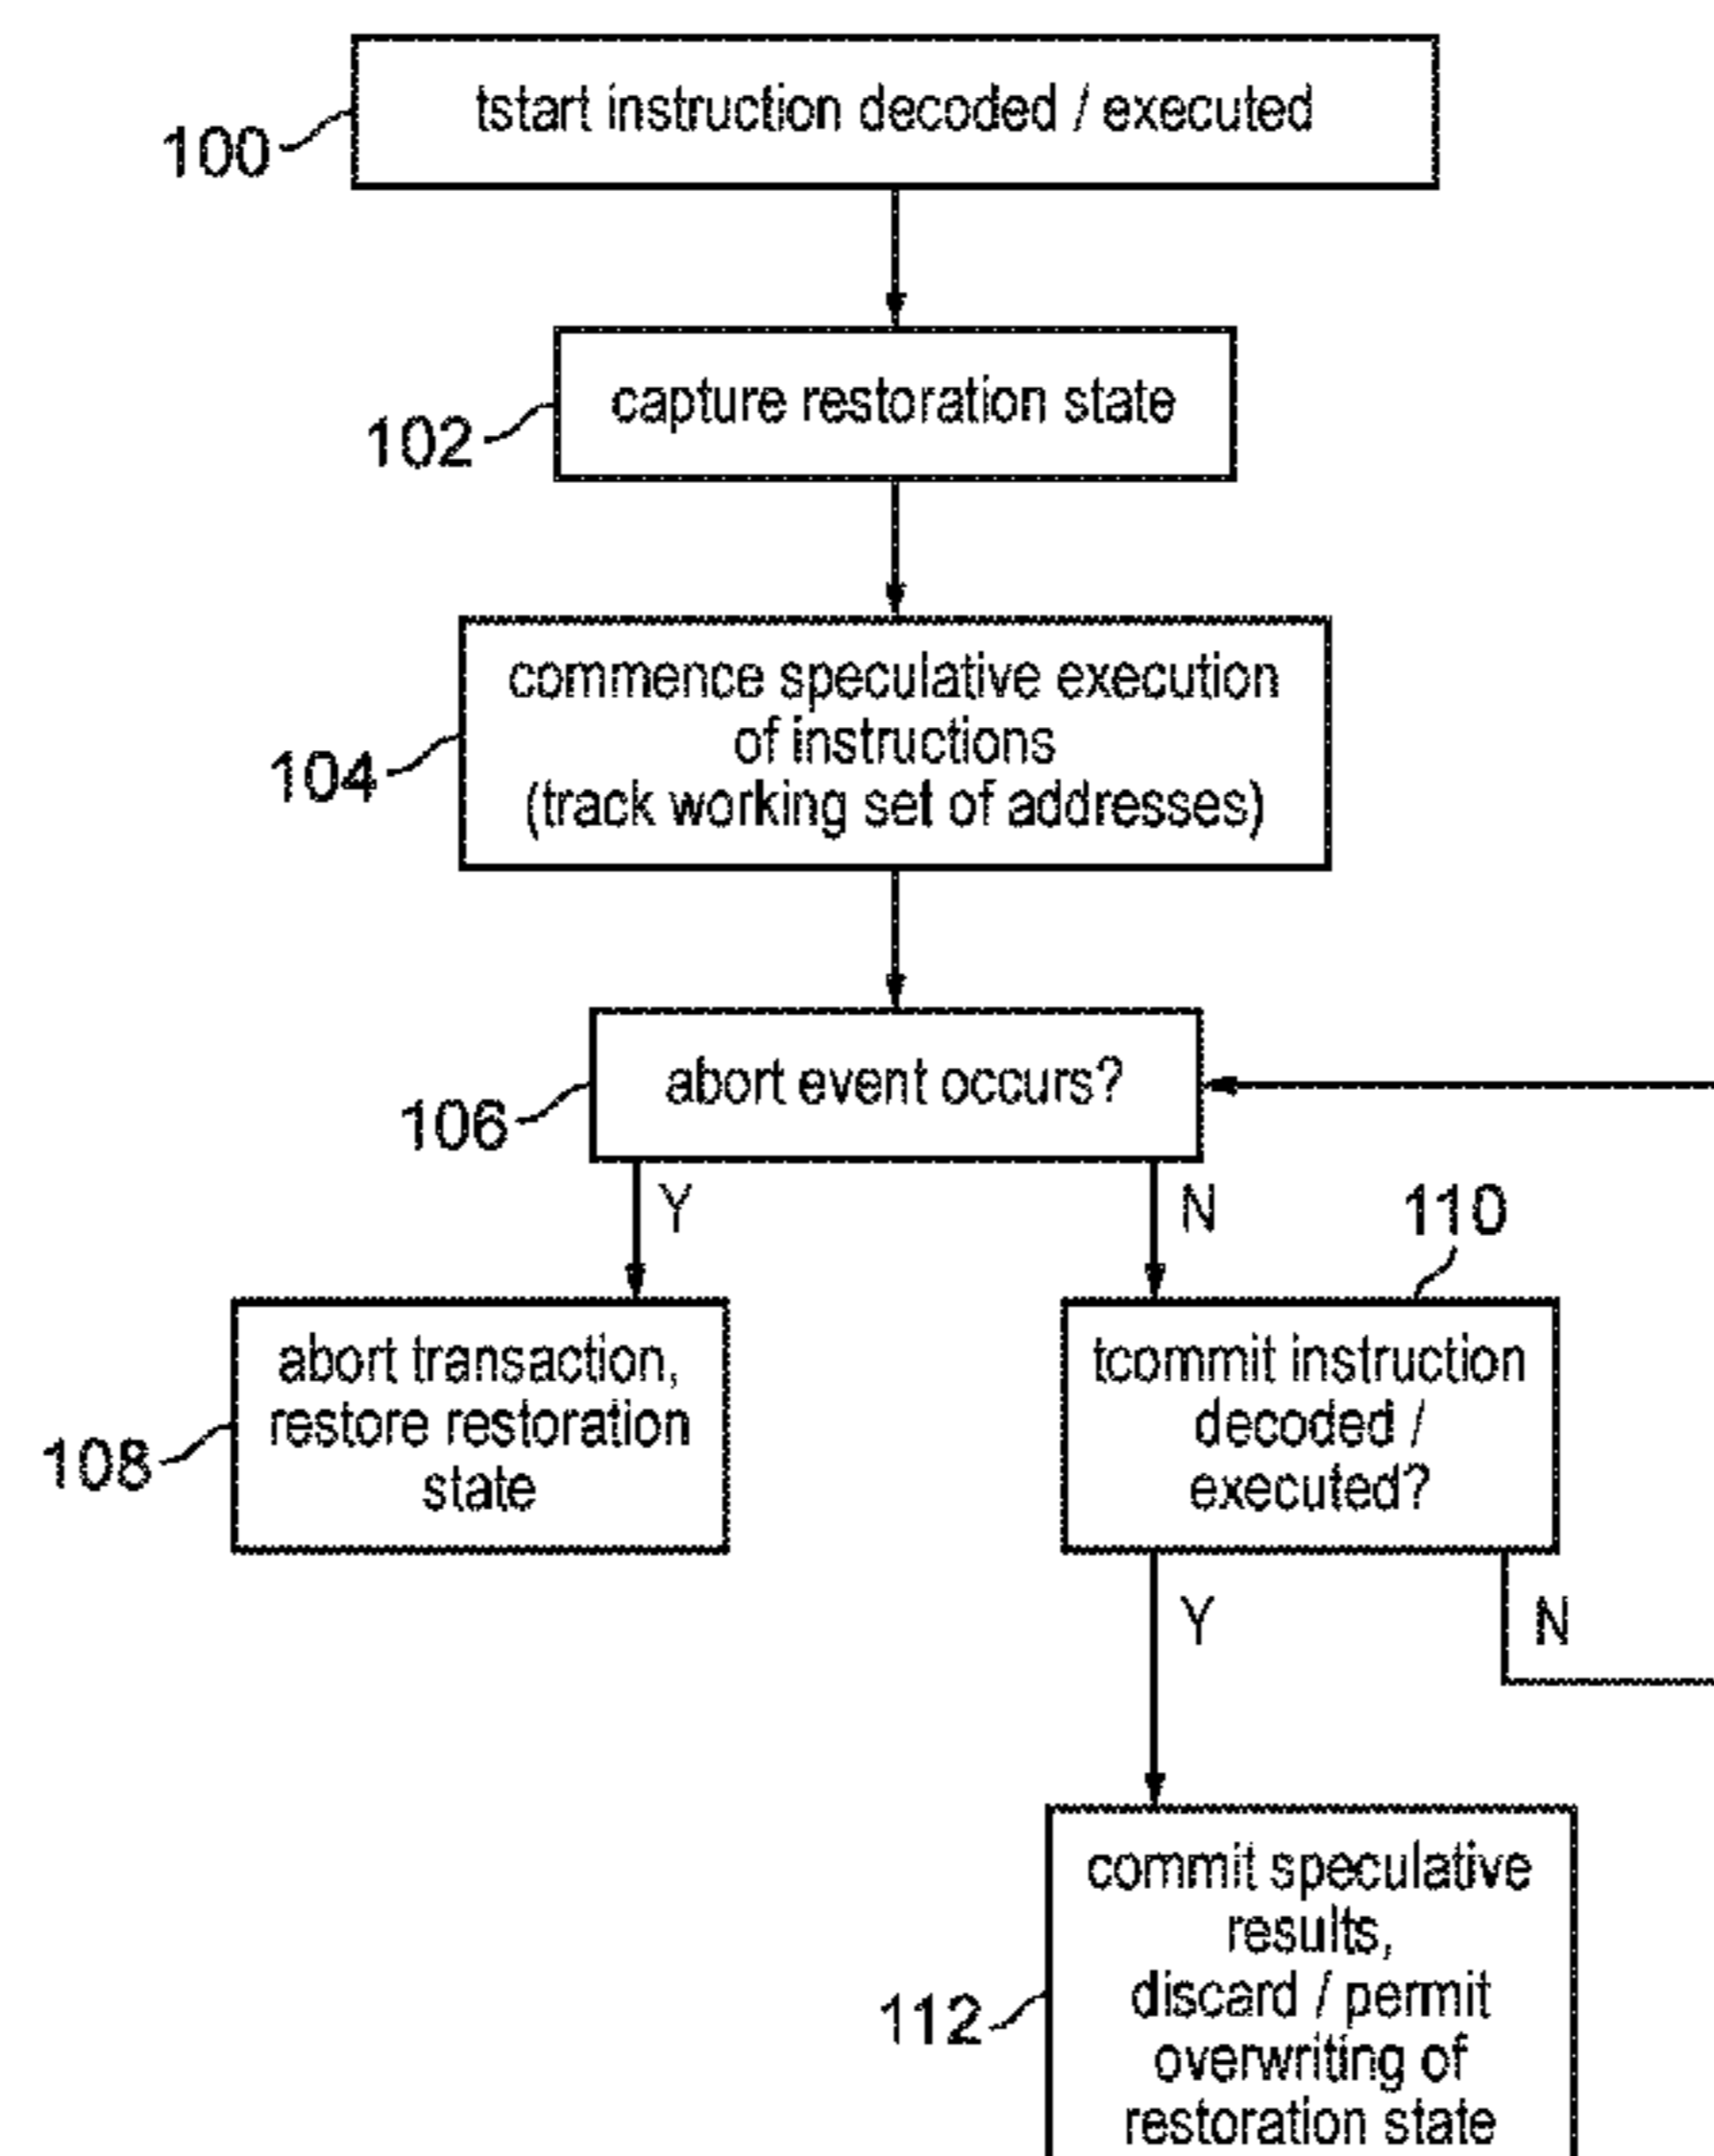 tstart instruction decoded / executed
100
capture restoration state
102
commence speculative execution
of instructions
(track working set of addresses)
104
abort event occurs?
106
Y
N
110
abort transaction,
restore restoration
state
108
tcommit instruction
decoded /
executed?
Y
N
commit speculative
results,
discard / permit
overwriting of
restoration state
112